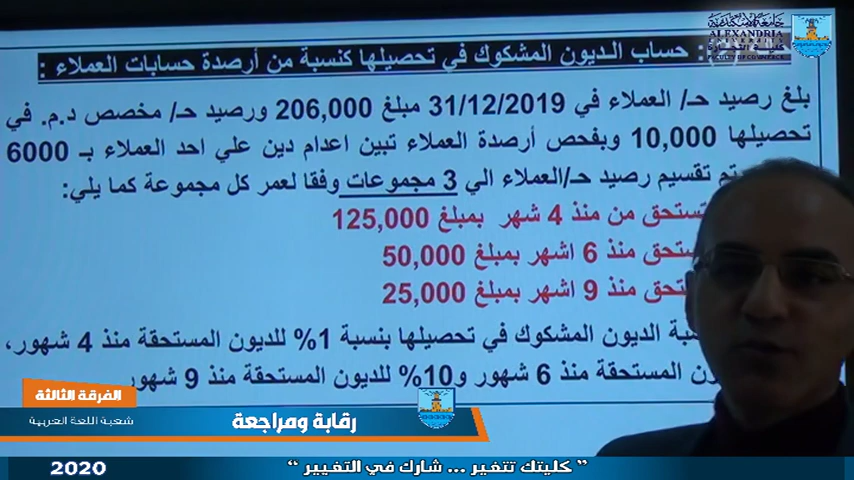 جامعة الإسكندرية
ALEXANDRIA
UNIVERSITY
كلية التجارة
FACULTY OF COMMERCE
: حساب الديون المشكوك في تحصيلها كنسبة من أرصدة حسابات العملاء :
بلغ رصيد حـ/ العملاء في 31/12/2019 مبلغ 206,000 ورصيد حـ/ مخصص د.م. في
تحصيلها 10,000 وبفحص أرصدة العملاء تبين اعدام دين علي احد العملاء بـ 6000
تم تقسيم رصيد حـ/العملاء الي 3 مجموعات وفقا لعمر كل مجموعة كما يلي:
تستحق من منذ 4 شهر بمبلغ 125,000
منذ 6 اشهر بمبلغ 50,000
منذ 9 اشهر بمبلغ 25,000
الديون المشكوك في تحصيلها بنسبة 1% للديون المستحقة منذ 4 شهور،
المستحقة منذ 6 شهور و10% للديون المستحقة منذ 9 شهور
الفرقة الثالثة
شعبة اللغة العربية
رقابة ومراجعة
2020
” كليتك تتغير ... شارك في التغيير “